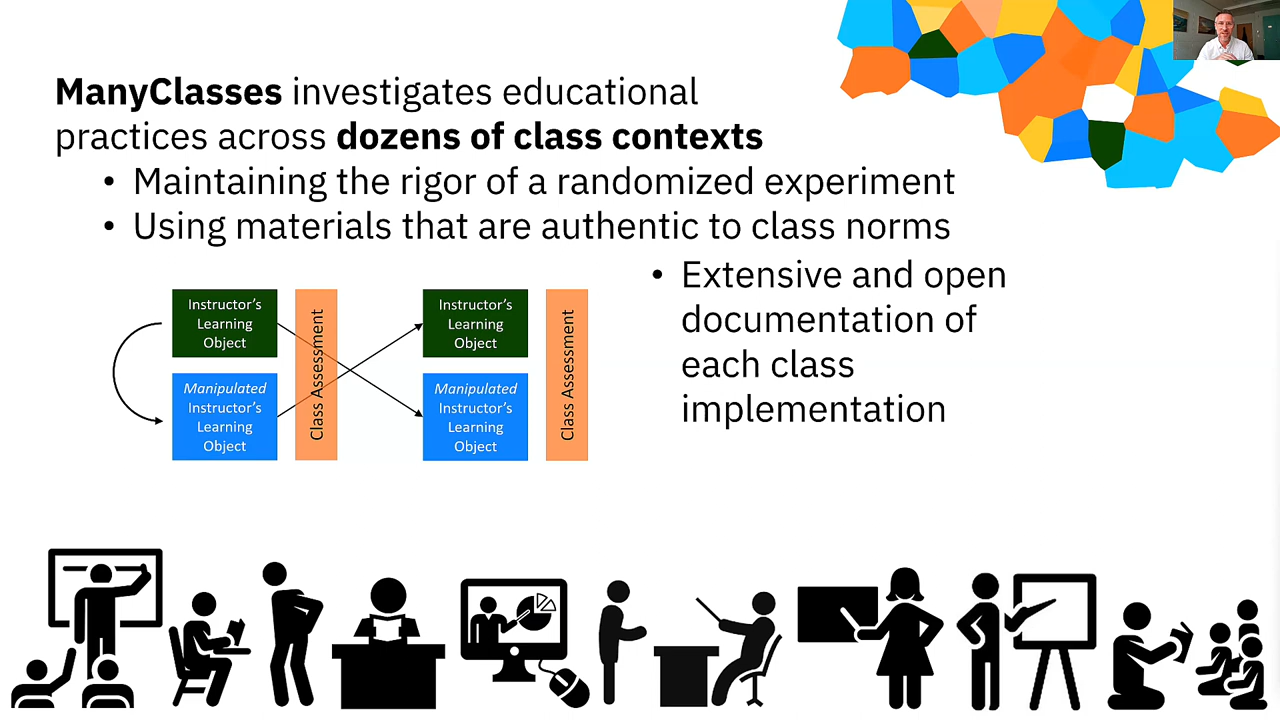 ManyClasses investigates educational
practices across dozens of class contexts
• Maintaining the rigor of a randomized experiment
• Using materials that are authentic to class norms
• Extensive and open
documentation of
each class
implementation
Instructor's
Learning
Object
Manipulated
Instructor's
Learning
Object
Class Assessment
Instructor's
Learning
Object
Manipulated
Instructor's
Learning
Object
Class Assessment